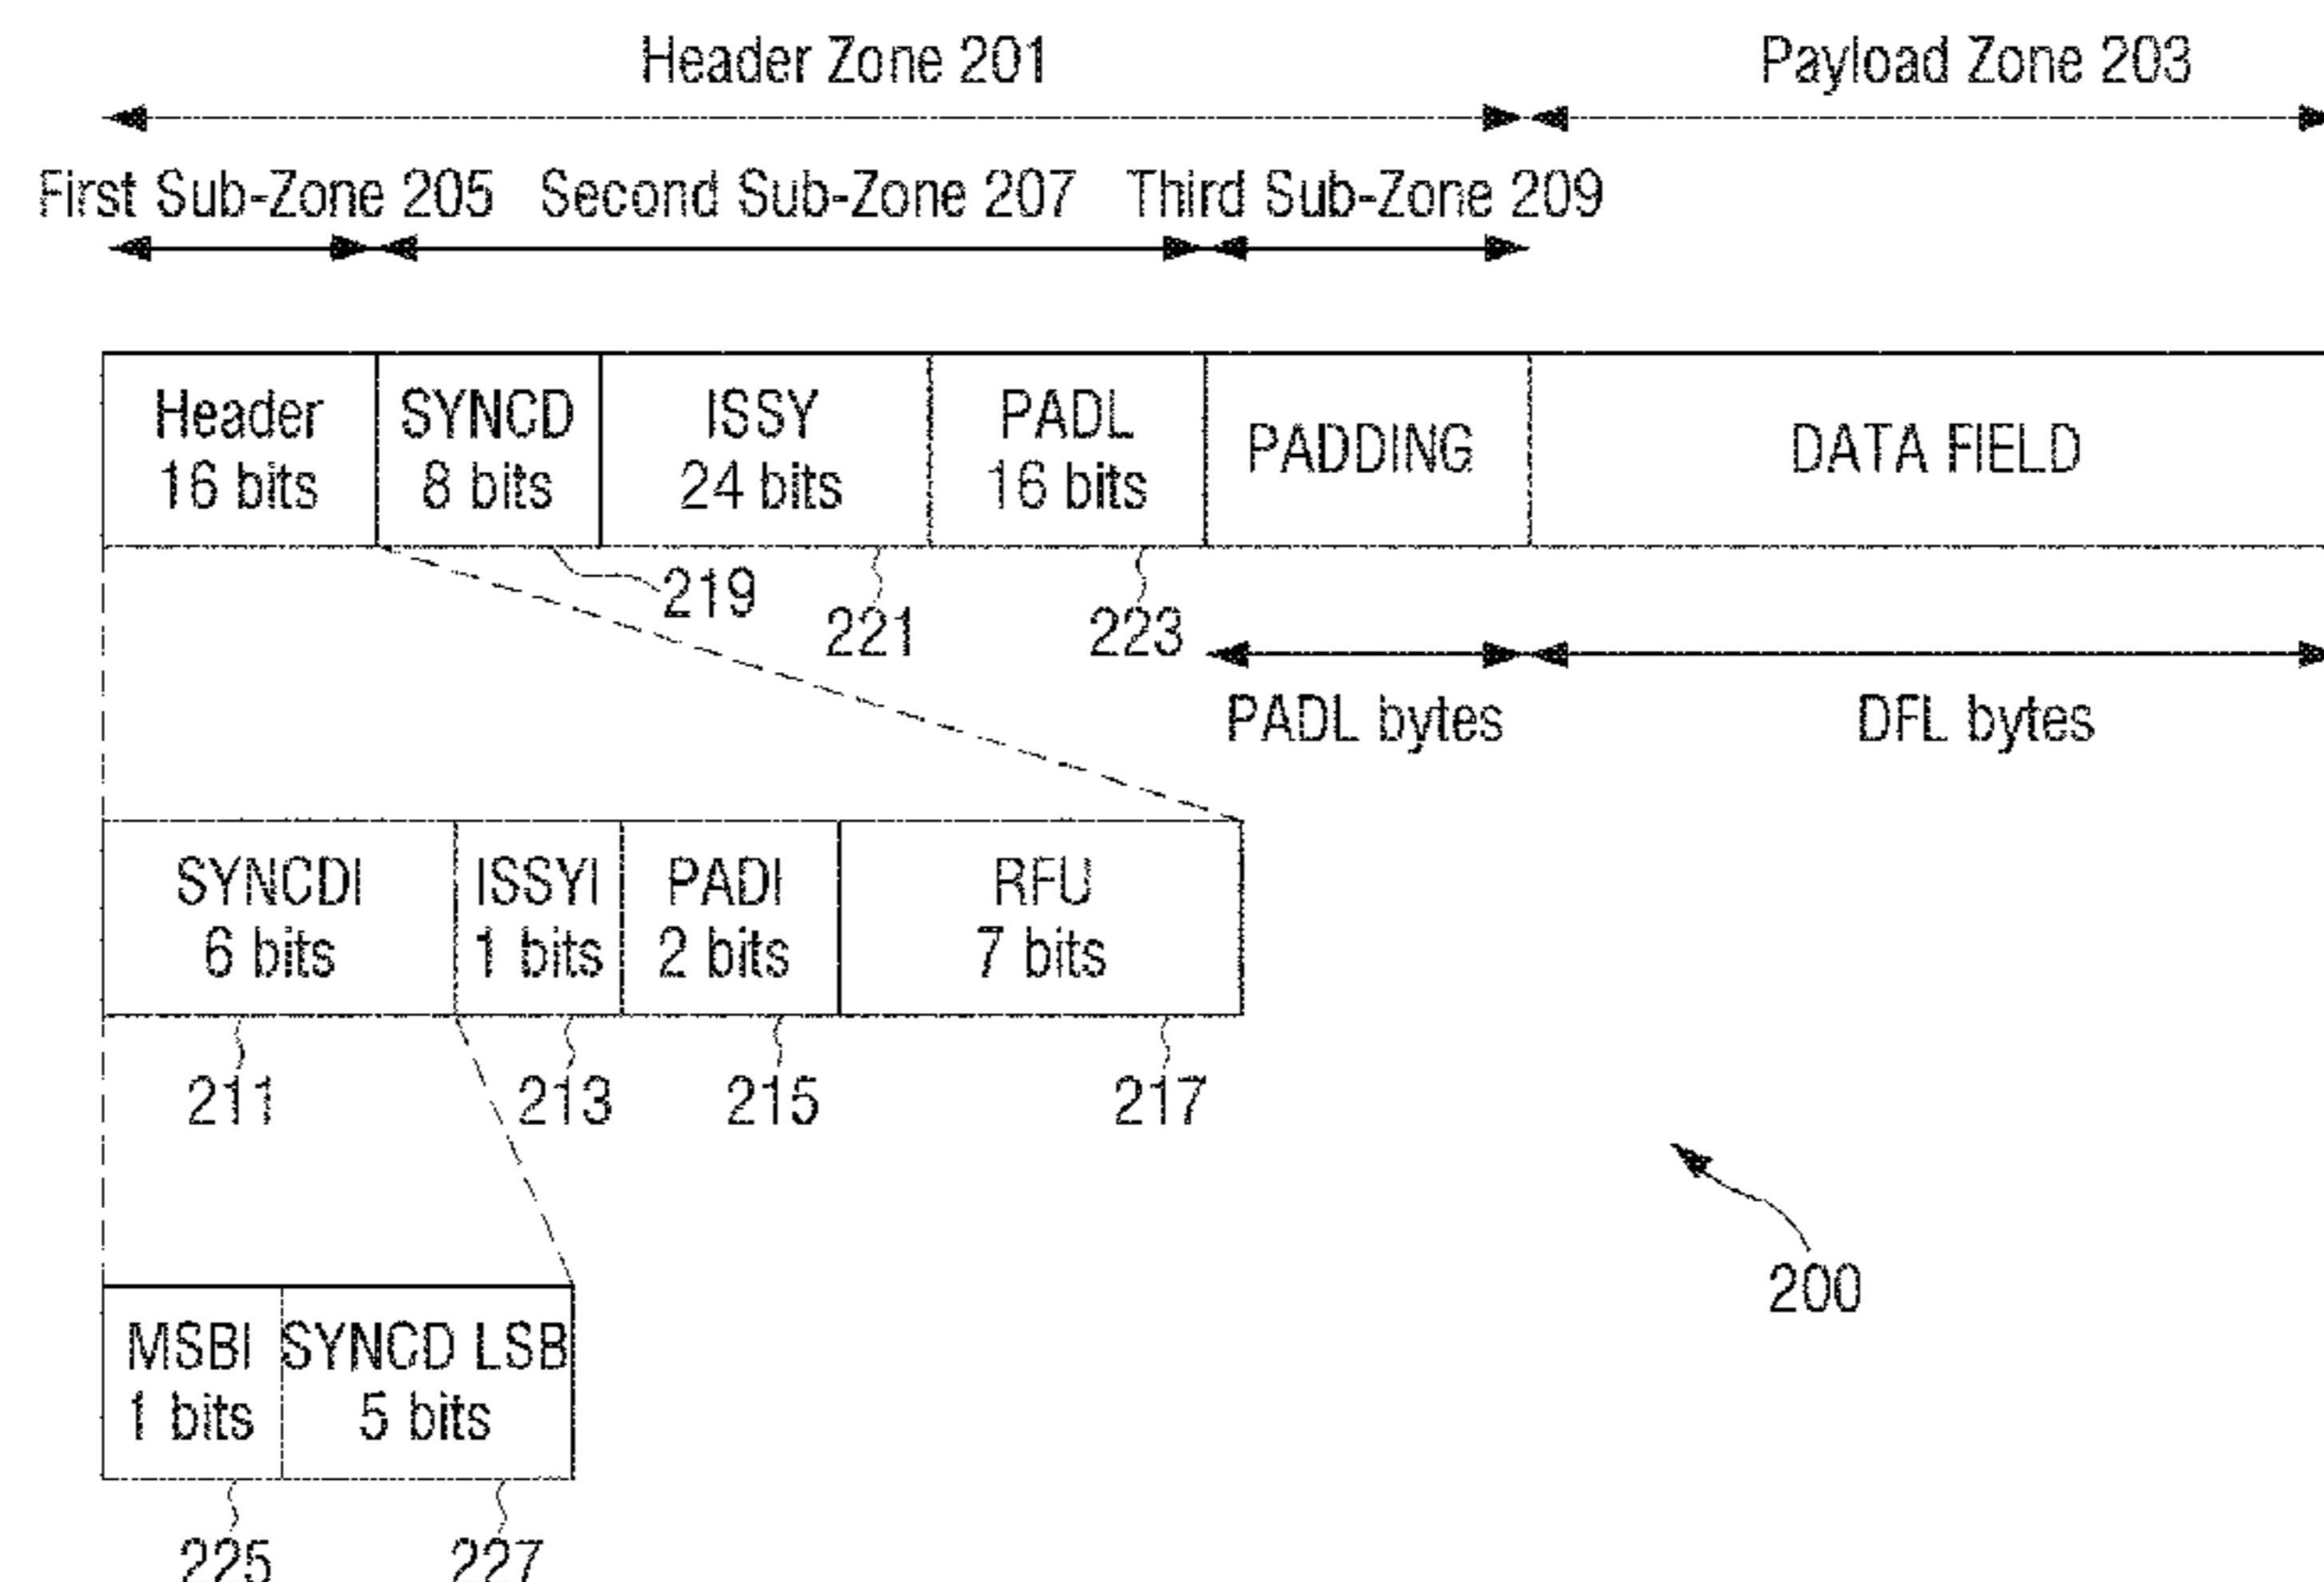 Header Zone 201
Payload Zone 203
First Sub-Zone 205
Second Sub-Zone 207
Third Sub-Zone 209
Header
16 bits
SYNCD
8 bits
ISSY
24 bits
PADL
16 bits
PADDING
DATA FIELD
219
221
223
PADL bytes
DFL bytes
SYNCDI
6 bits
ISSYI
1 bits
PADI
2 bits
RFU
7 bits
211
213
215
217
200
MSBI
1 bits
SYNCD LSB
5 bits
225
227